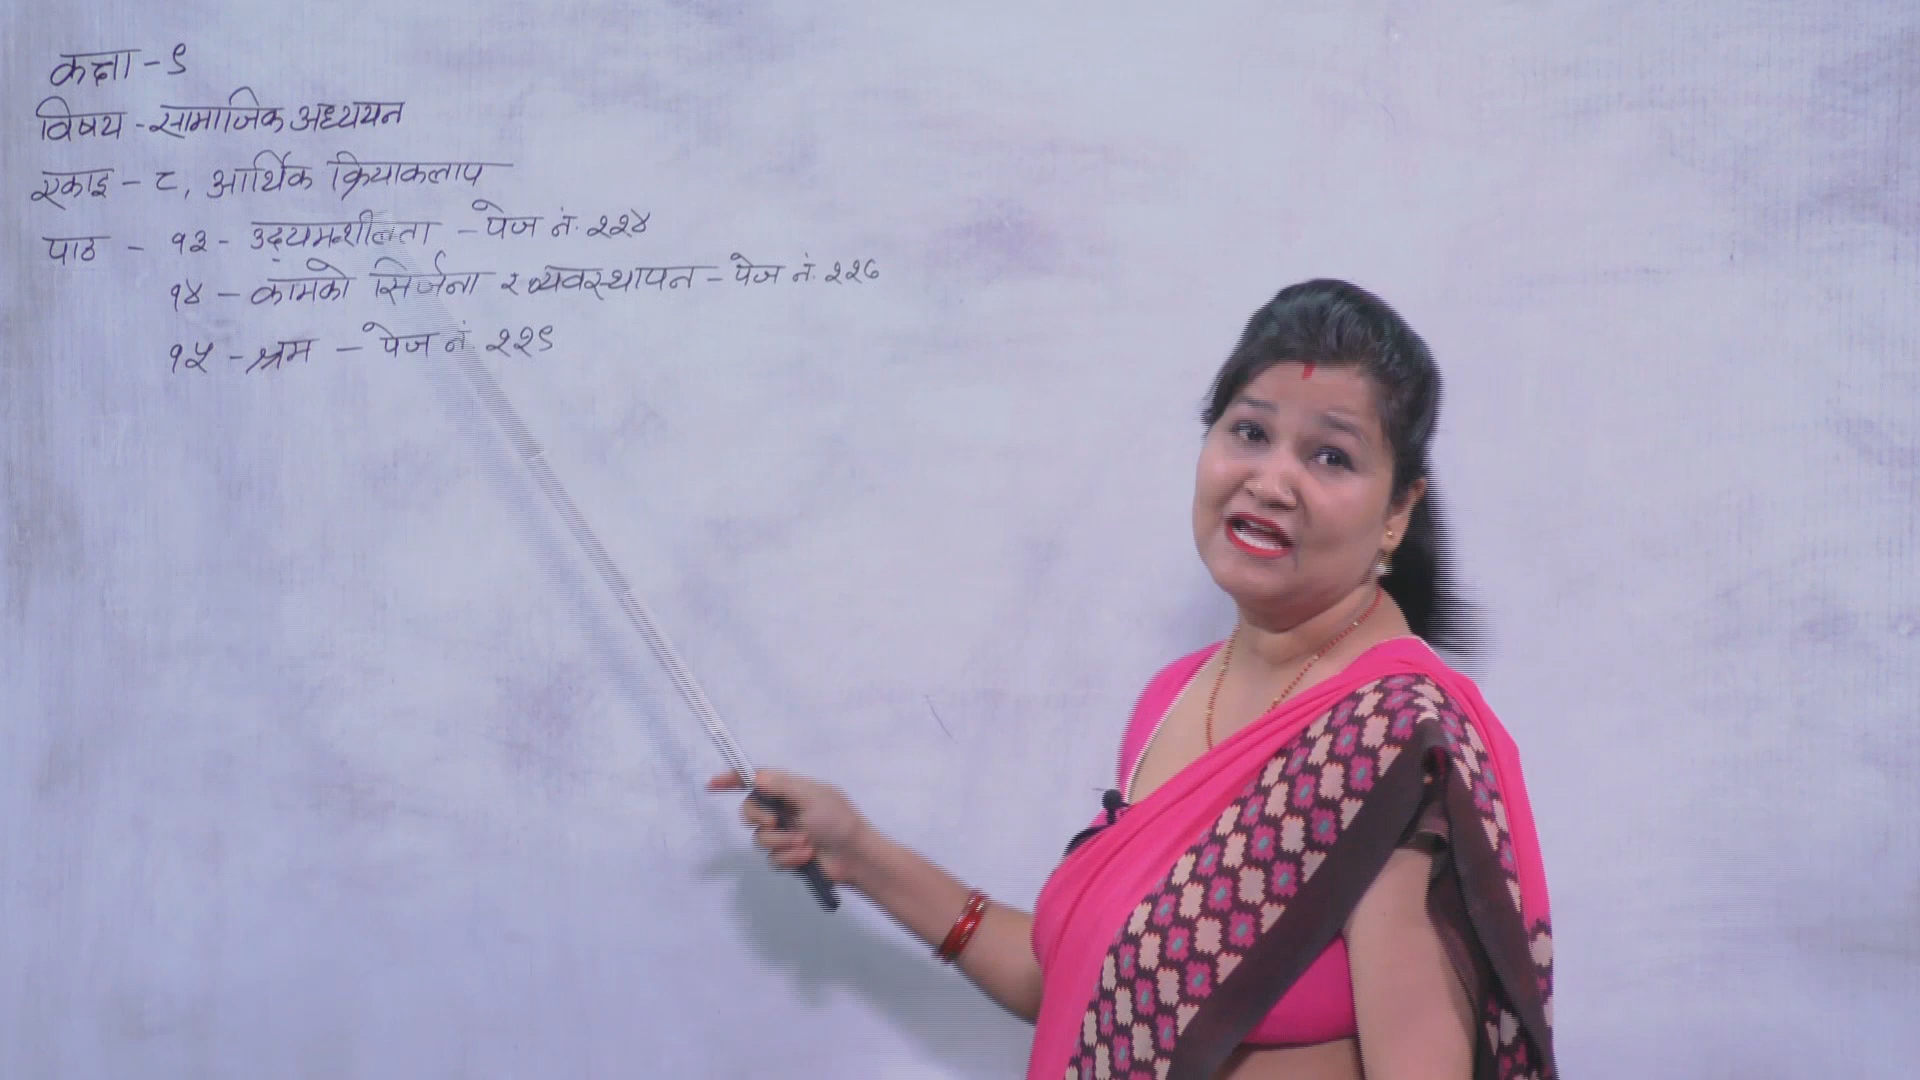 कक्षा - ९
विषय - सामाजिक अध्ययन
एकाइ - ८, आर्थिक क्रियाकलाप
पाठ - १३ - उद्यमशीलता - पेज नं. २२४
१४ - कामको सिर्जना र व्यवस्थापन - पेज नं. २२७
१५ - श्रम - पेज नं. २२९